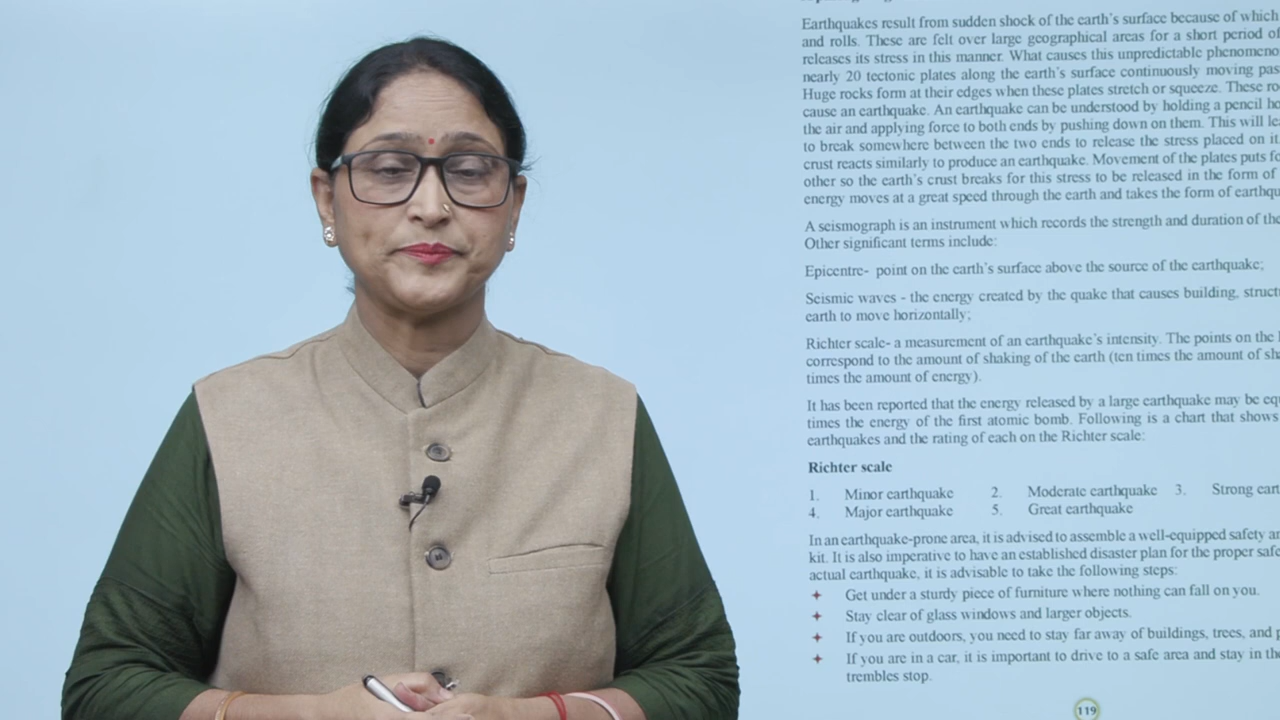 Earthquakes result from sudden shock of the earth's surface because of which
and rolls. These are felt over large geographical areas for a short period of
releases its stress in this manner. What causes this unpredictable phenomeno
nearly 20 tectonic plates along the earth's surface continuously moving pas
Huge rocks form at their edges when these plates stretch or squeeze. These ro
cause an earthquake. An earthquake can be understood by holding a pencil ho
the air and applying force to both ends by pushing down on them. This will le
to break somewhere between the two ends to release the stress placed on it
crust reacts similarly to produce an earthquake. Movement of the plates puts fo
other so the earth's crust breaks for this stress to be released in the form of
energy moves at a great speed through the earth and takes the form of earthqu
A seismograph is an instrument which records the strength and duration of the
Other significant terms include:
Epicentre- point on the earth's surface above the source of the earthquake;
Seismic waves - the energy created by the quake that causes building, struct
earth to move horizontally;
Richter scale- a measurement of an earthquake's intensity. The points on the
correspond to the amount of shaking of the earth (ten times the amount of sh
times the amount of energy).
It has been reported that the energy released by a large earthquake may be equ
times the energy of the first atomic bomb. Following is a chart that shows
earthquakes and the rating of each on the Richter scale:
Richter scale
1. Minor earthquake 2. Moderate earthquake 3. Strong eart
4. Major earthquake 5. Great earthquake
In an earthquake-prone area, it is advised to assemble a well-equipped safety an
kit. It is also imperative to have an established disaster plan for the proper safe
actual earthquake, it is advisable to take the following steps:
Get under a sturdy piece of furniture where nothing can fall on you.
Stay clear of glass windows and larger objects.
If you are outdoors, you need to stay far away of buildings, trees, and p
If you are in a car, it is important to drive to a safe area and stay in the
trembles stop.
119